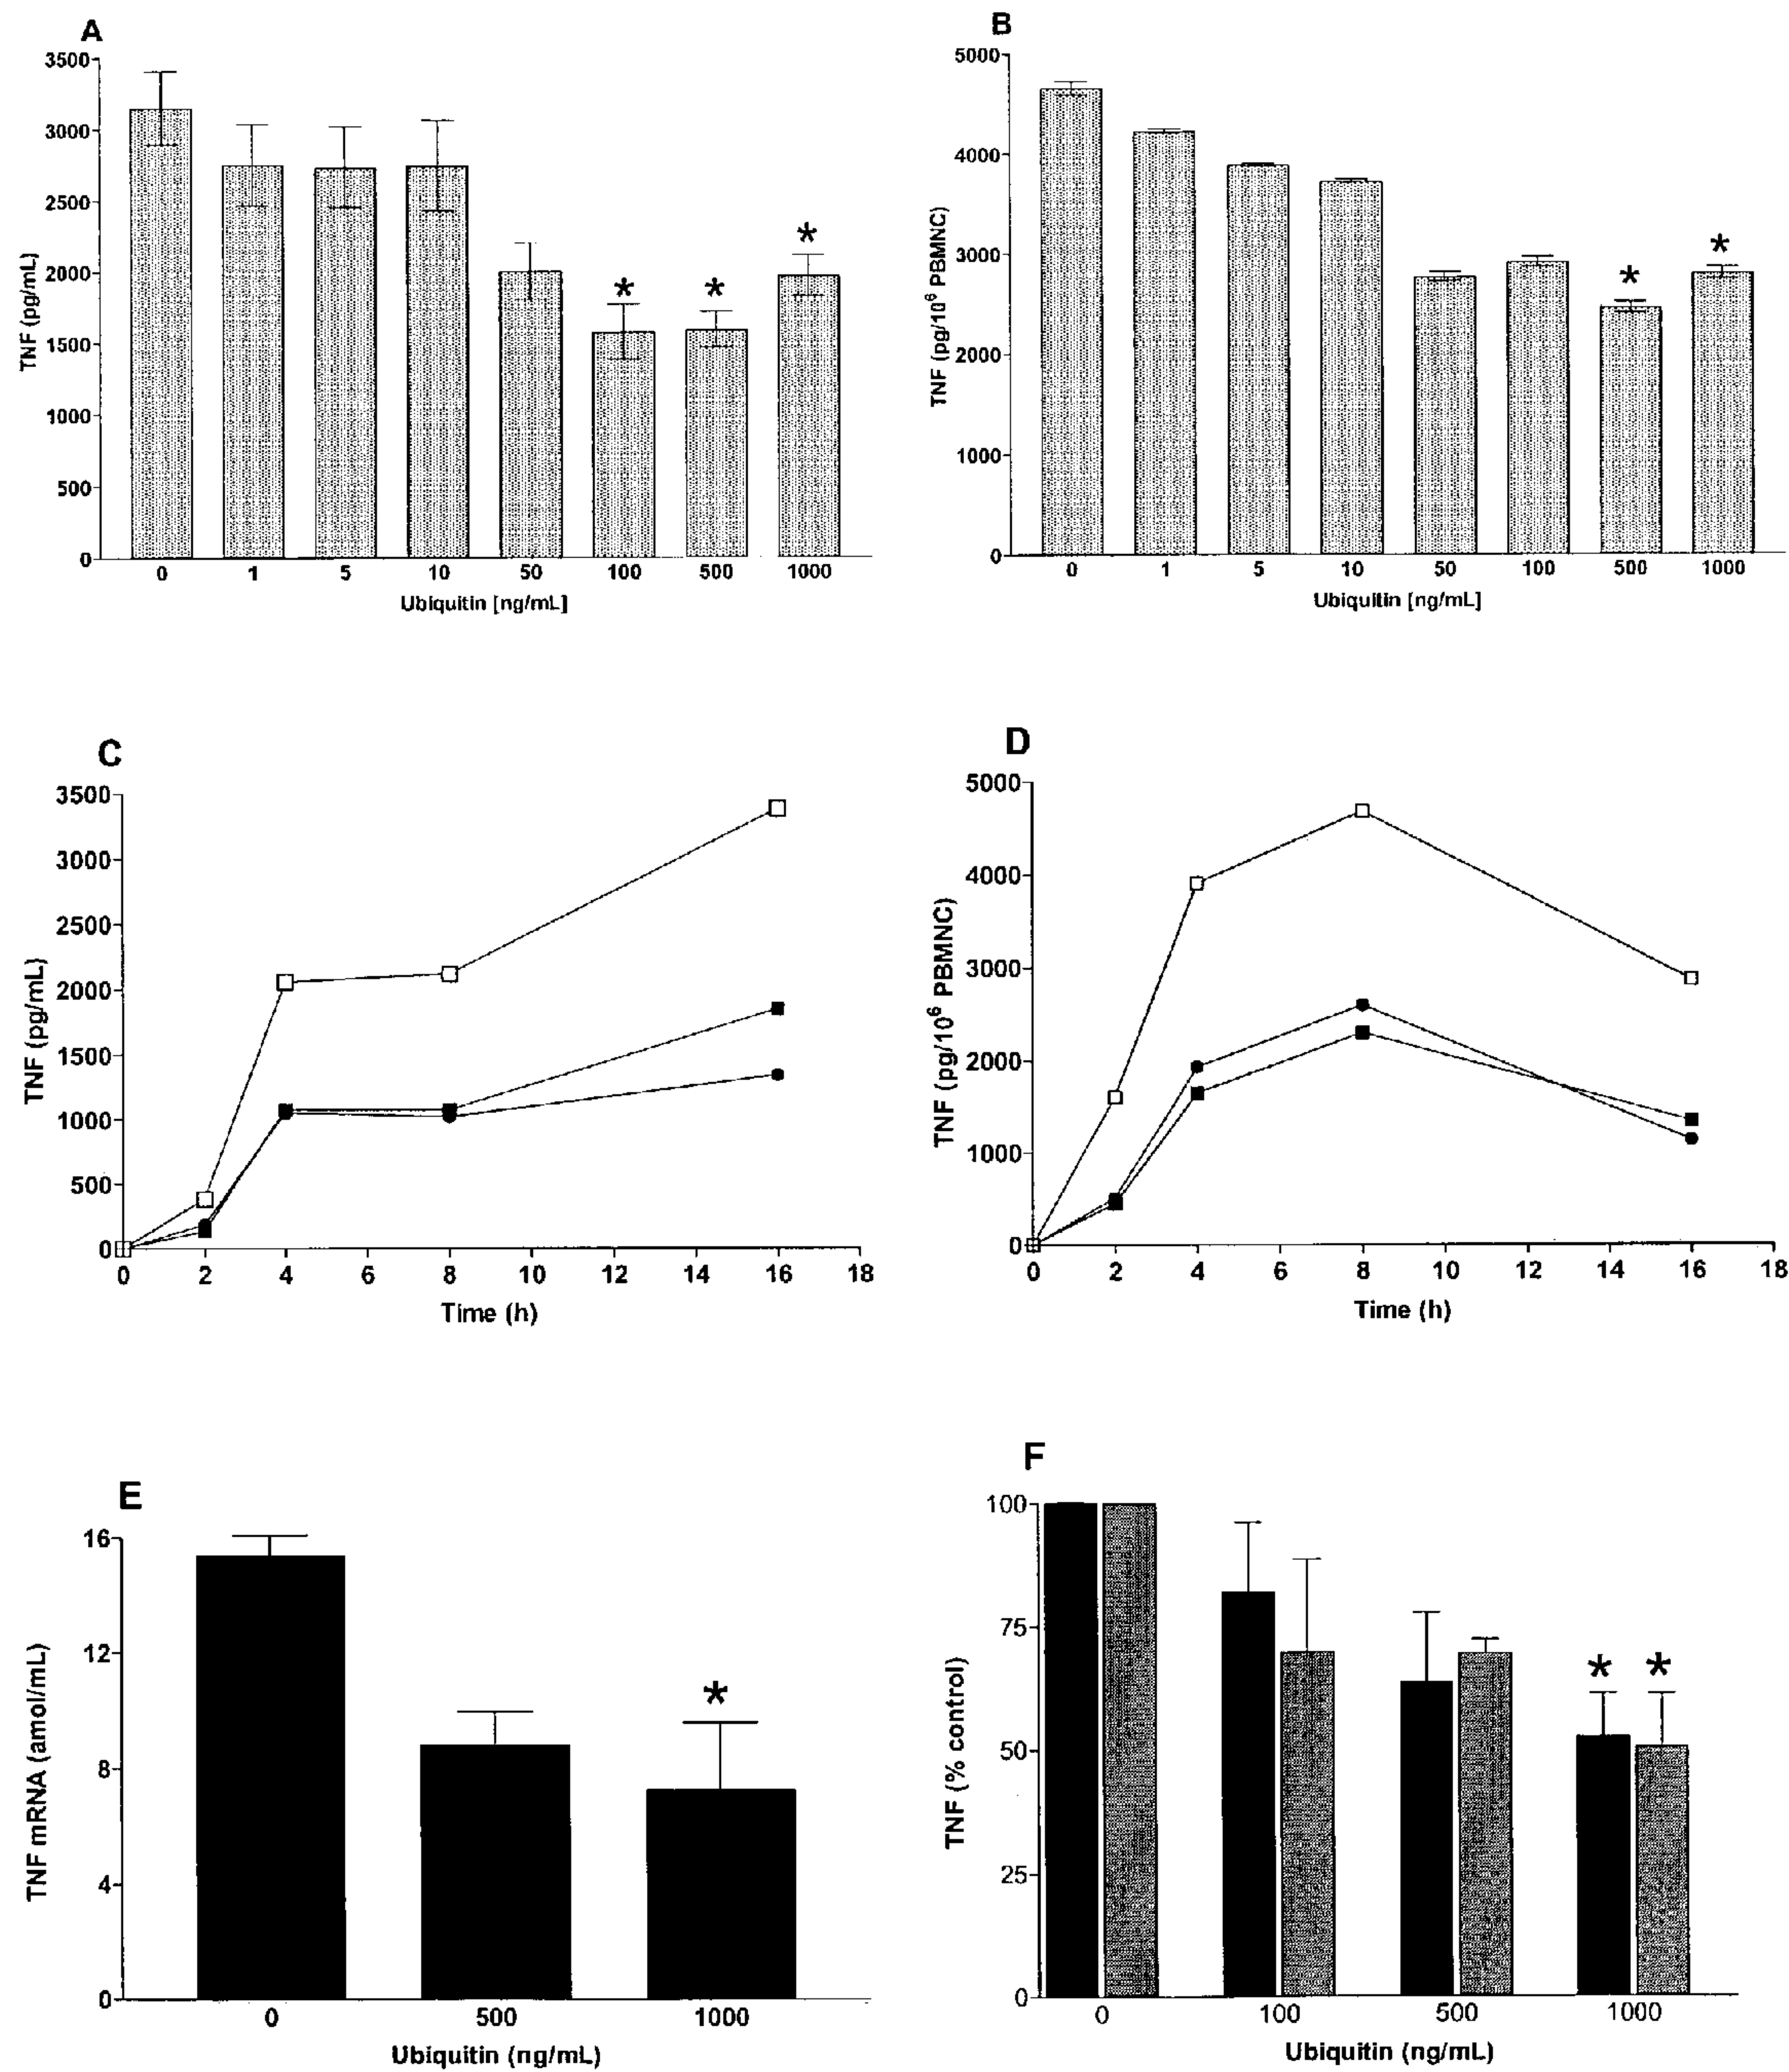 A
3500
3000
2500
2000
1500
1000
500
0
TNF (pg/mL)
* * *
0 1 5 10 50 100 500 1000
Ubiquitin [ng/mL]
B
5000
4000
3000
2000
1000
0
TNF (pg/10⁶ PBMNC)
* *
0 1 5 10 50 100 500 1000
Ubiquitin [ng/mL]
C
3500
3000
2500
2000
1500
1000
500
0
TNF (pg/mL)
0 2 4 6 8 10 12 14 16 18
Time (h)
D
5000
4000
3000
2000
1000
0
TNF (pg/10⁶ PBMNC)
0 2 4 6 8 10 12 14 16 18
Time (h)
E
16
12
8
4
0
TNF mRNA (amol/mL)
*
0 500 1000
Ubiquitin (ng/mL)
F
100
75
50
25
0
TNF (% control)
* *
0 100 500 1000
Ubiquitin (ng/mL)